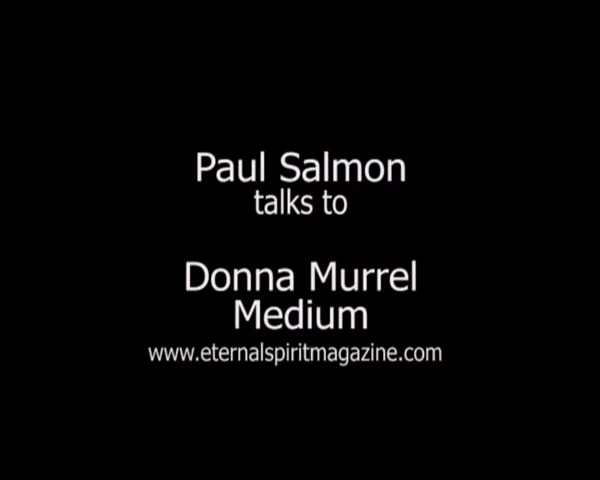 Paul Salmon
talks to
Donna Murrel
Medium
www.eternalspiritmagazine.com